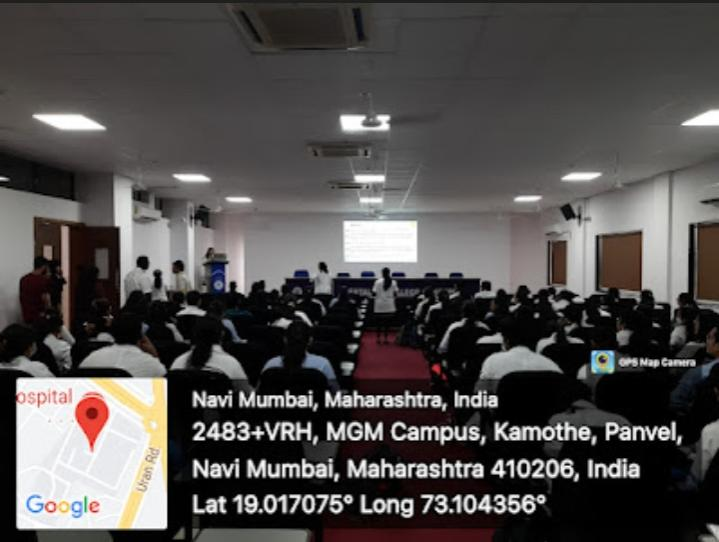 GPS Map Camera
ospital
Uran Rd
Google
Navi Mumbai, Maharashtra, India
2483+VRH, MGM Campus, Kamothe, Panvel,
Navi Mumbai, Maharashtra 410206, India
Lat 19.017075° Long 73.104356°